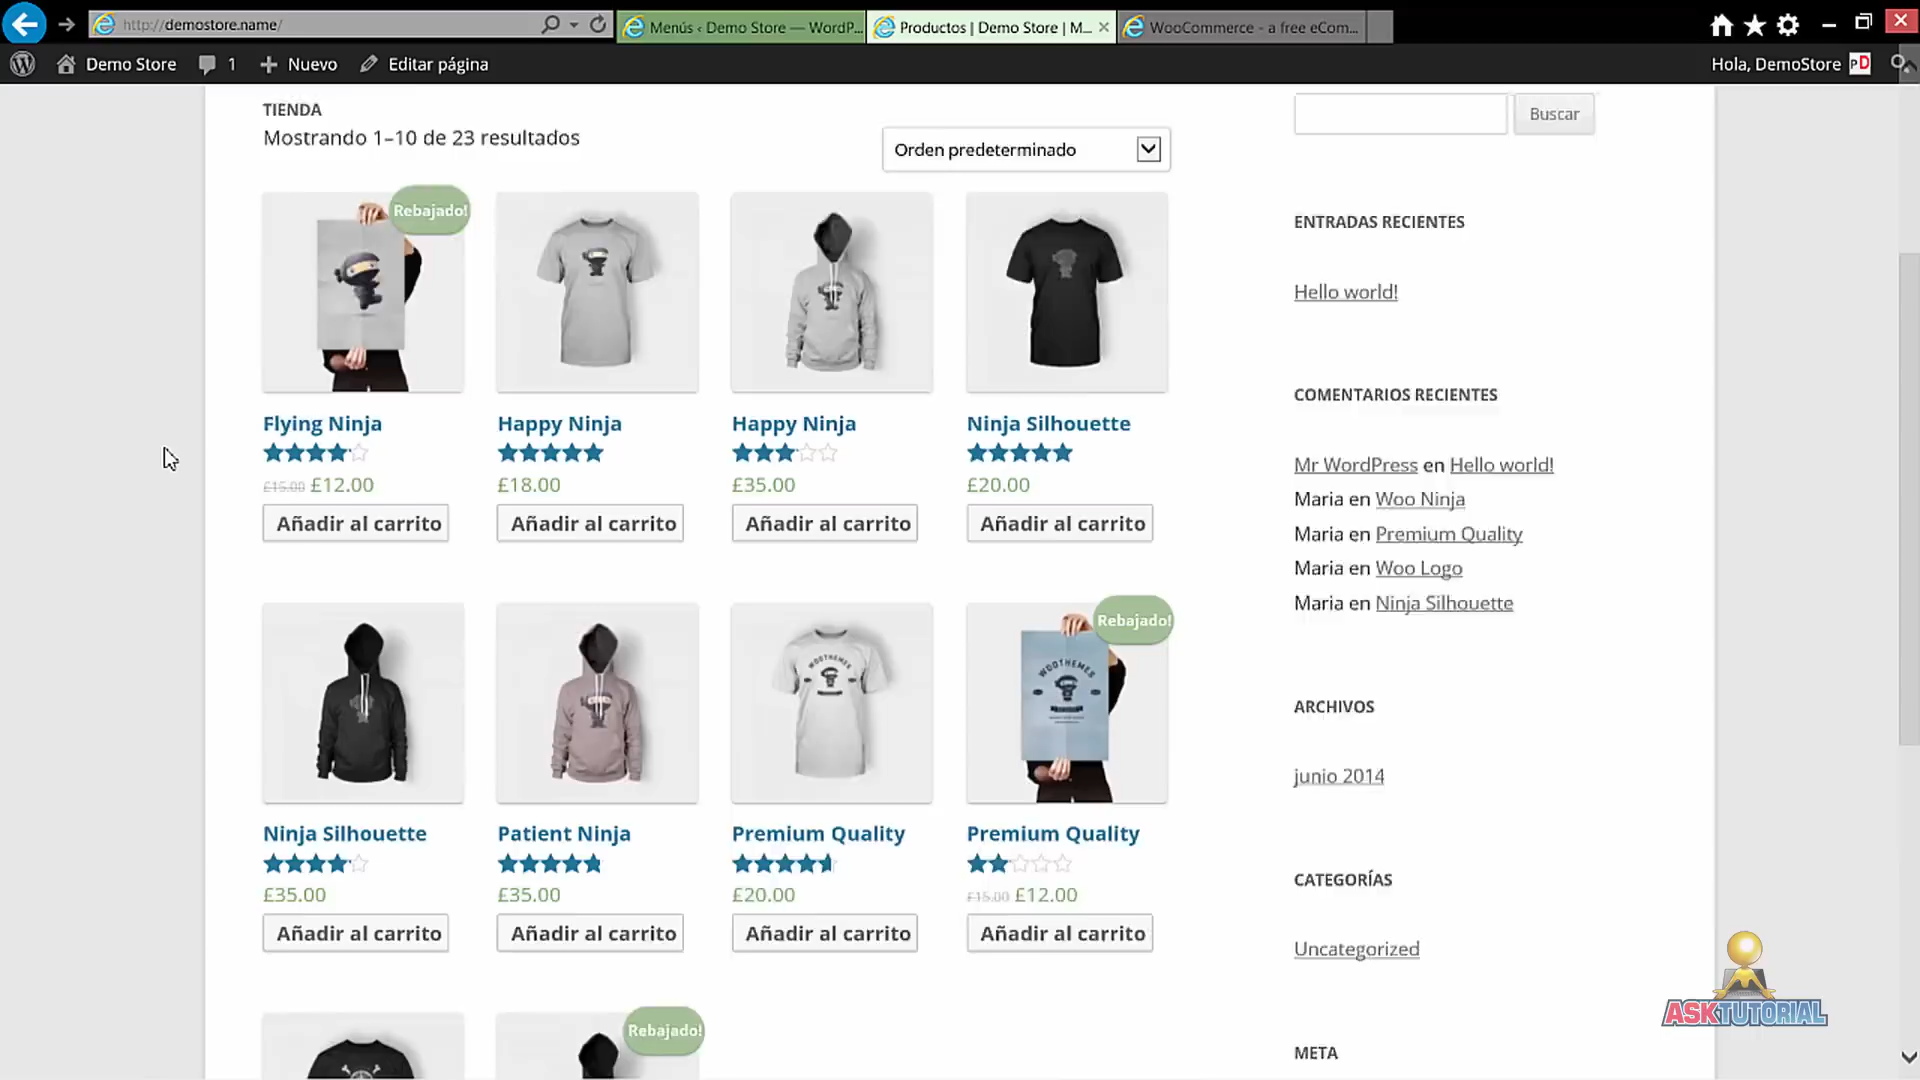 http://demostore.name/
Menús ‹ Demo Store — WordP...
Productos | Demo Store | M...
WooCommerce - a free eCom...
Demo Store
1
Nuevo
Editar página
Hola, DemoStore
PD
TIENDA
Mostrando 1–10 de 23 resultados
Orden predeterminado
Buscar
Rebajado!
Flying Ninja
£15.00 £12.00
Añadir al carrito
Happy Ninja
£18.00
Añadir al carrito
Happy Ninja
£35.00
Añadir al carrito
Ninja Silhouette
£20.00
Añadir al carrito
Ninja Silhouette
£35.00
Añadir al carrito
Patient Ninja
£35.00
Añadir al carrito
WOOTHEMES
Premium Quality
£20.00
Añadir al carrito
Rebajado!
WOOTHEMES
Premium Quality
£15.00 £12.00
Añadir al carrito
Rebajado!
ENTRADAS RECIENTES
Hello world!
COMENTARIOS RECIENTES
Mr WordPress en Hello world!
Maria en Woo Ninja
Maria en Premium Quality
Maria en Woo Logo
Maria en Ninja Silhouette
ARCHIVOS
junio 2014
CATEGORÍAS
Uncategorized
META
ASKTUTORIAL